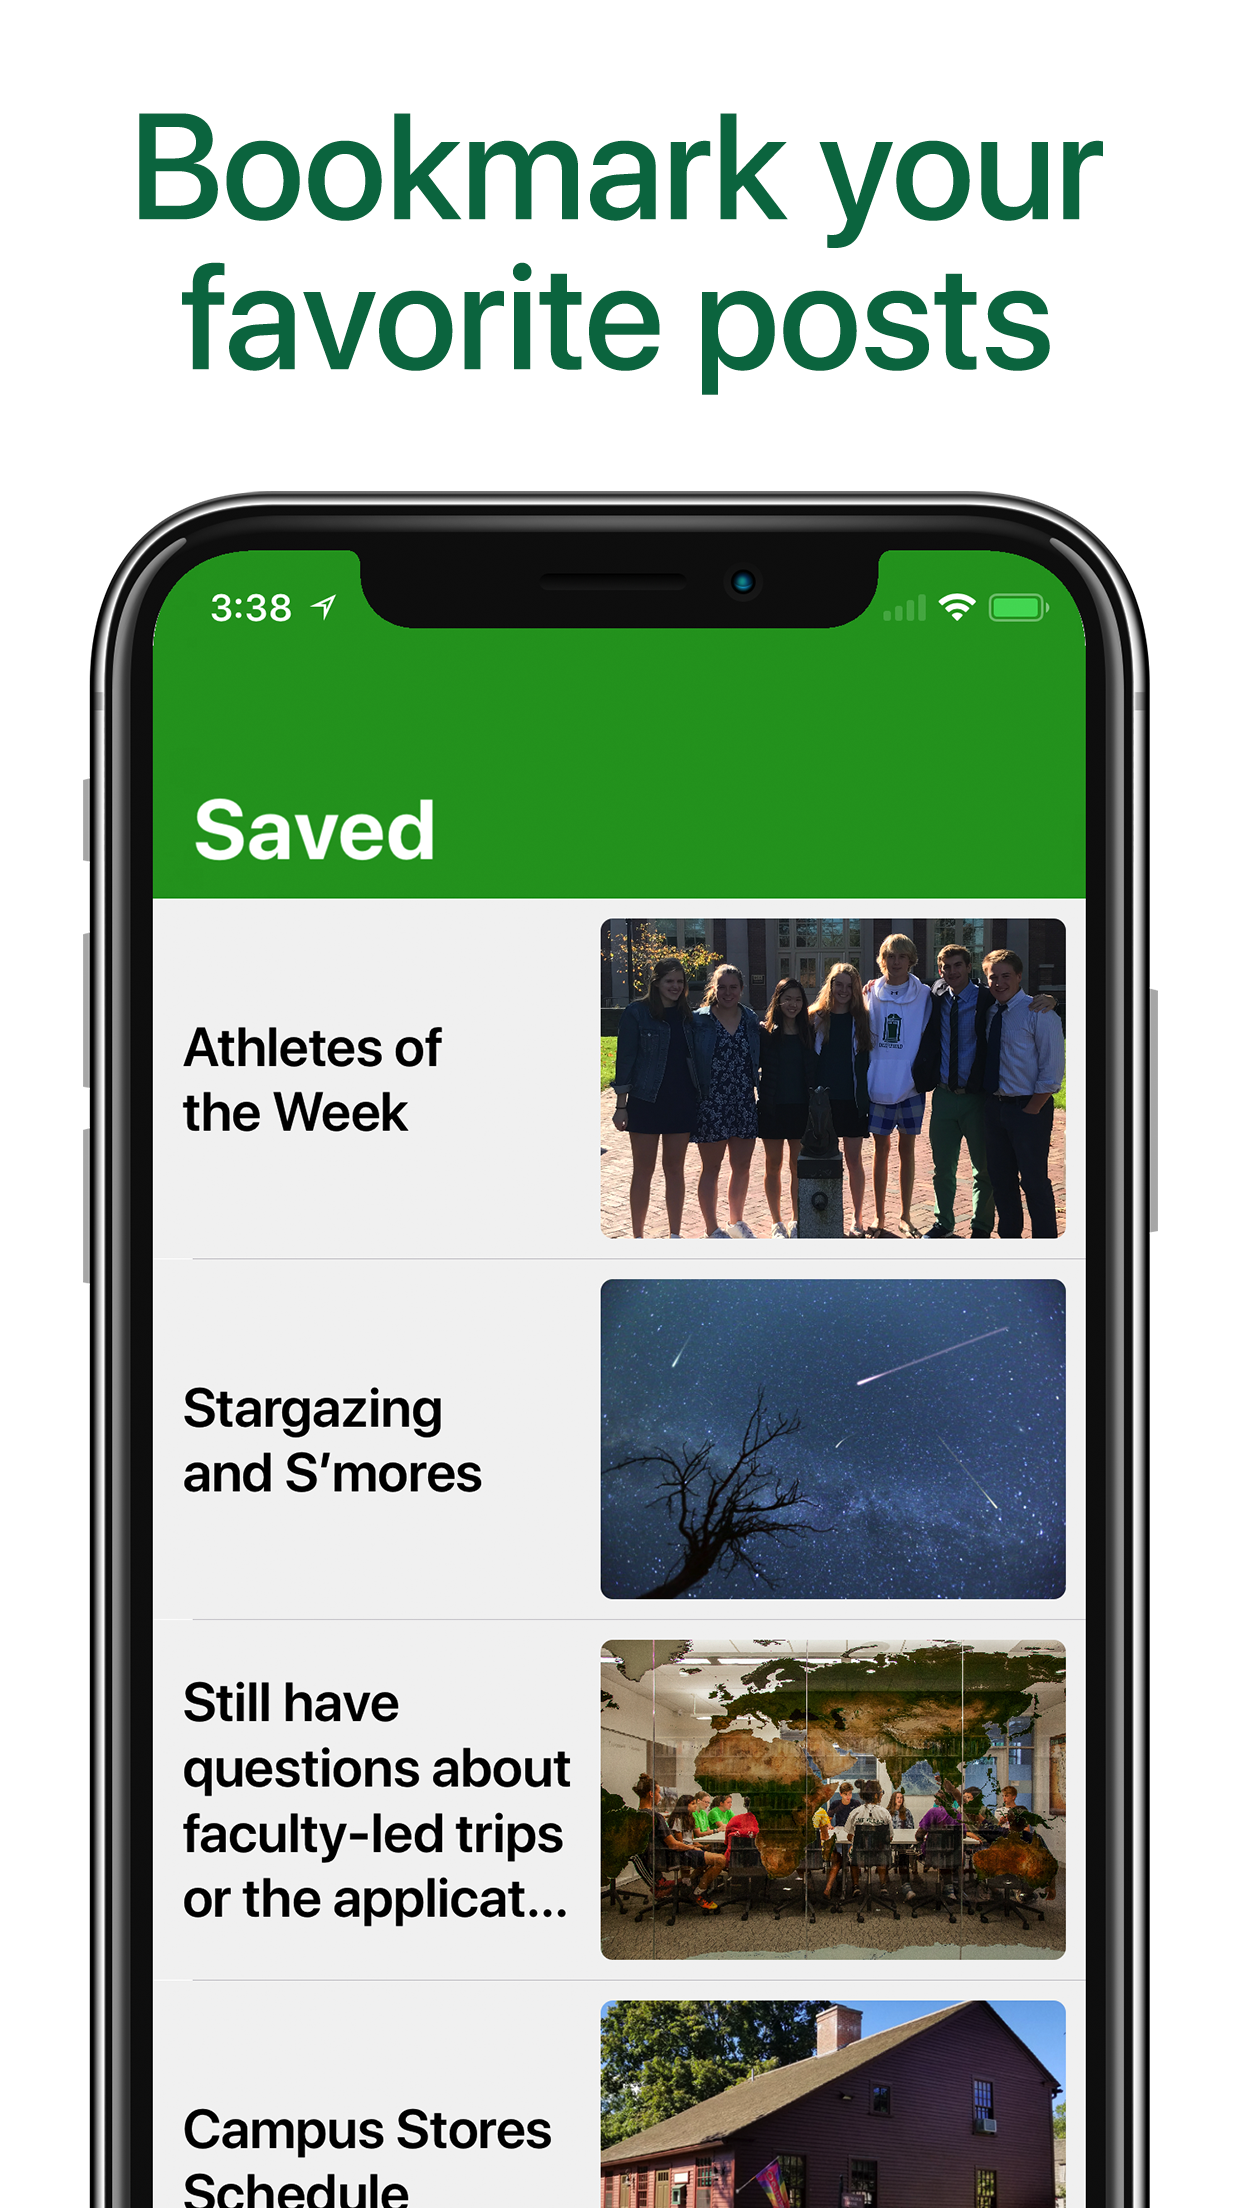 Bookmark your
favorite posts
3:38
Saved
Athletes of
the Week
Stargazing
and S’mores
Still have
questions about
faculty-led trips
or the applicat...
Campus Stores
Schedule